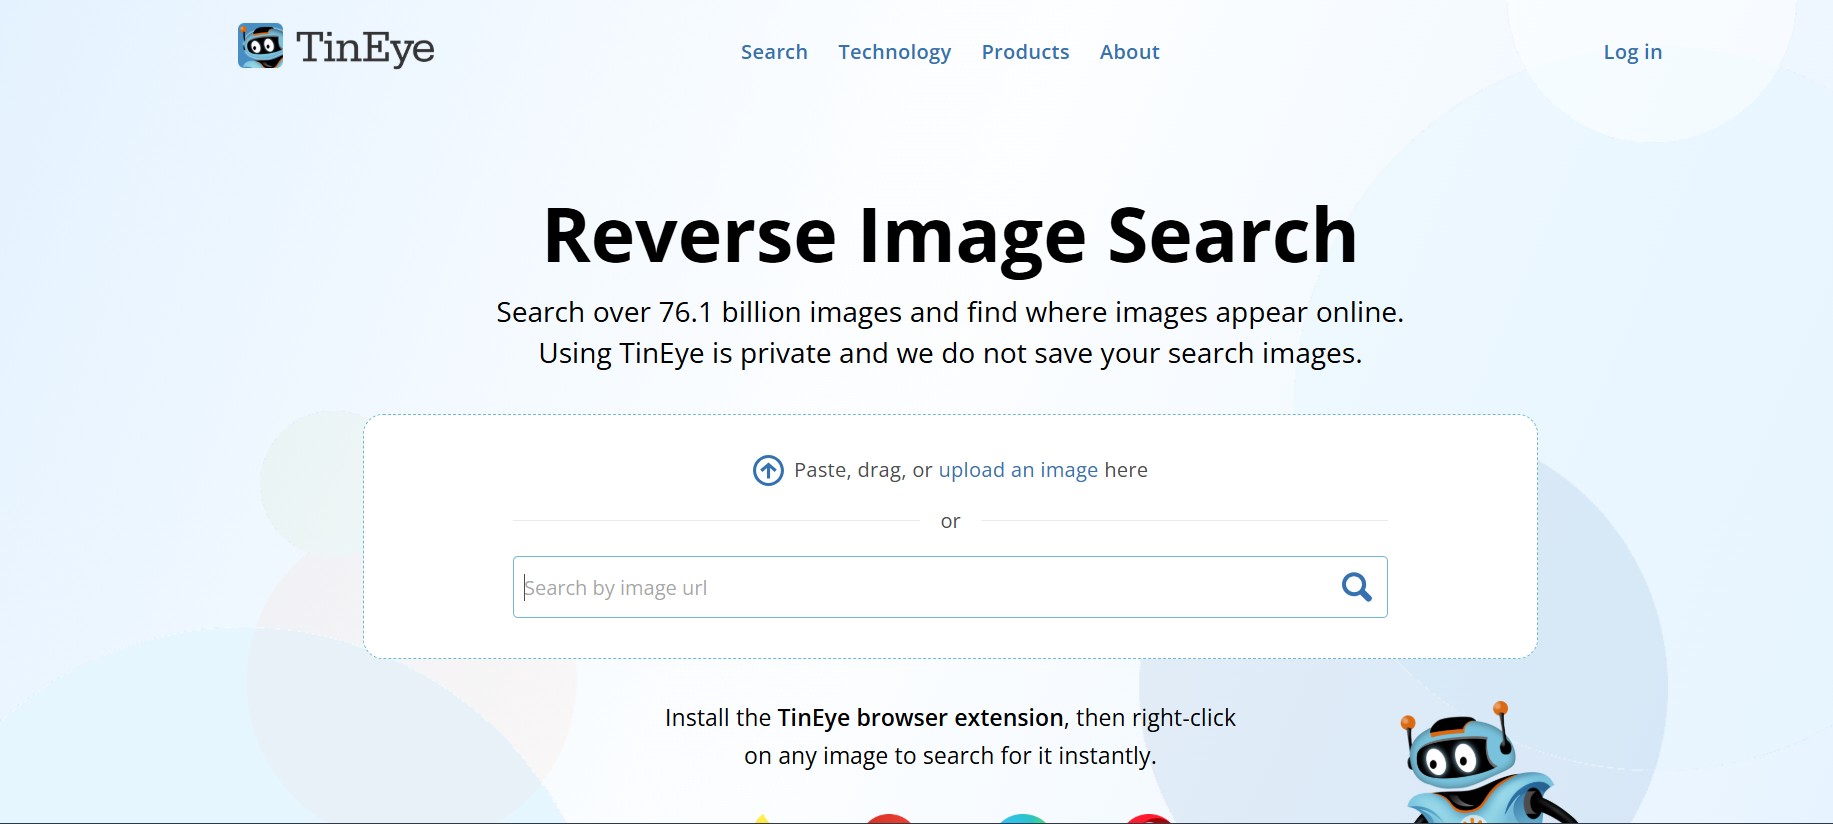 TinEye
Search
Technology
Products
About
Log in
Reverse Image Search
Search over 76.1 billion images and find where images appear online.
Using TinEye is private and we do not save your search images.
Paste, drag, or upload an image here
or
Search by image url
Install the TinEye browser extension, then right-click
on any image to search for it instantly.